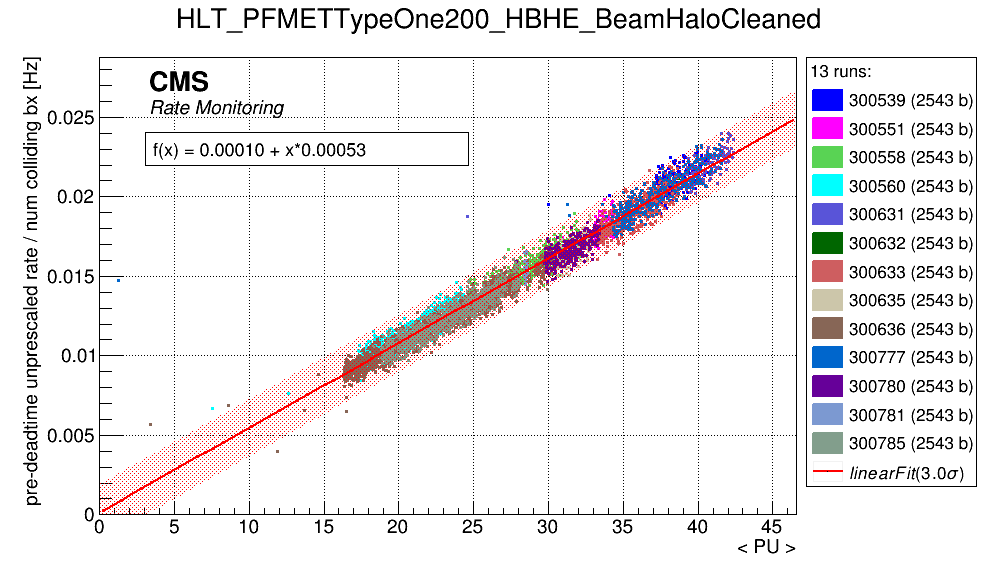 HLT_PFMETTypeOne200_HBHE_BeamHaloCleaned
pre-deadtime unprescaled rate / num colliding bx [Hz]
CMS
Rate Monitoring
f(x) = 0.00010 + x*0.00053
0.025
0.02
0.015
0.01
0.005
0
0 5 10 15 20 25 30 35 40 45
< PU >
13 runs:
300539 (2543 b)
300551 (2543 b)
300558 (2543 b)
300560 (2543 b)
300631 (2543 b)
300632 (2543 b)
300633 (2543 b)
300635 (2543 b)
300636 (2543 b)
300777 (2543 b)
300780 (2543 b)
300781 (2543 b)
300785 (2543 b)
linearFit(3.0σ)